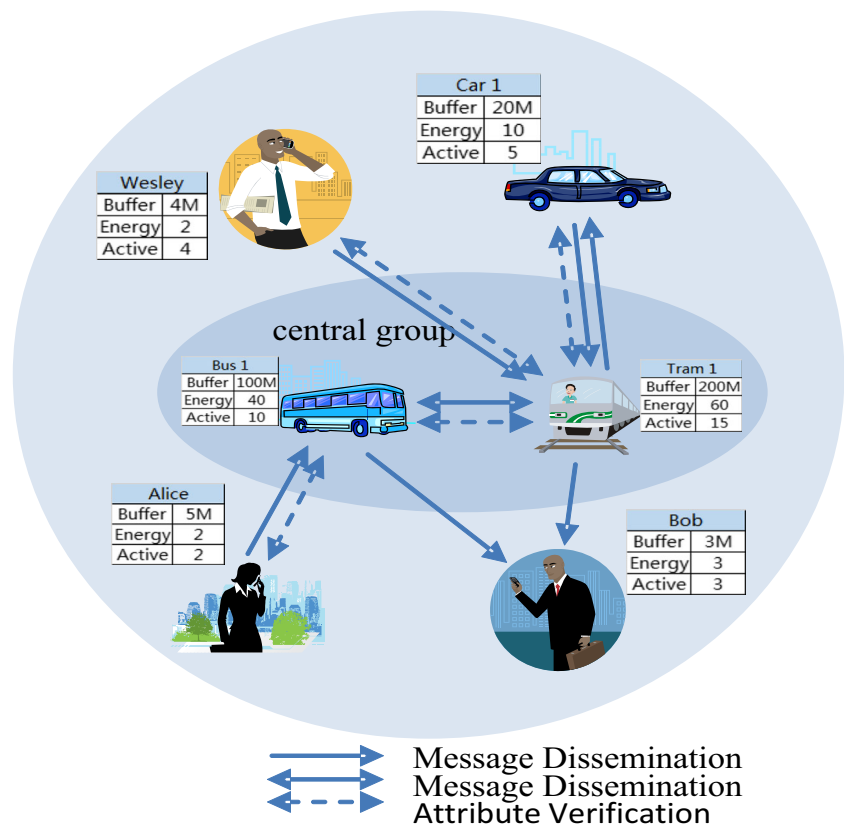 Car 1
Buffer 20M
Energy 10
Active 5
Wesley
Buffer 4M
Energy 2
Active 4
central group
Bus 1
Buffer 100M
Energy 40
Active 10
Tram 1
Buffer 200M
Energy 60
Active 15
Alice
Buffer 5M
Energy 2
Active 2
Bob
Buffer 3M
Energy 3
Active 3
Message Dissemination
Message Dissemination
Attribute Verification